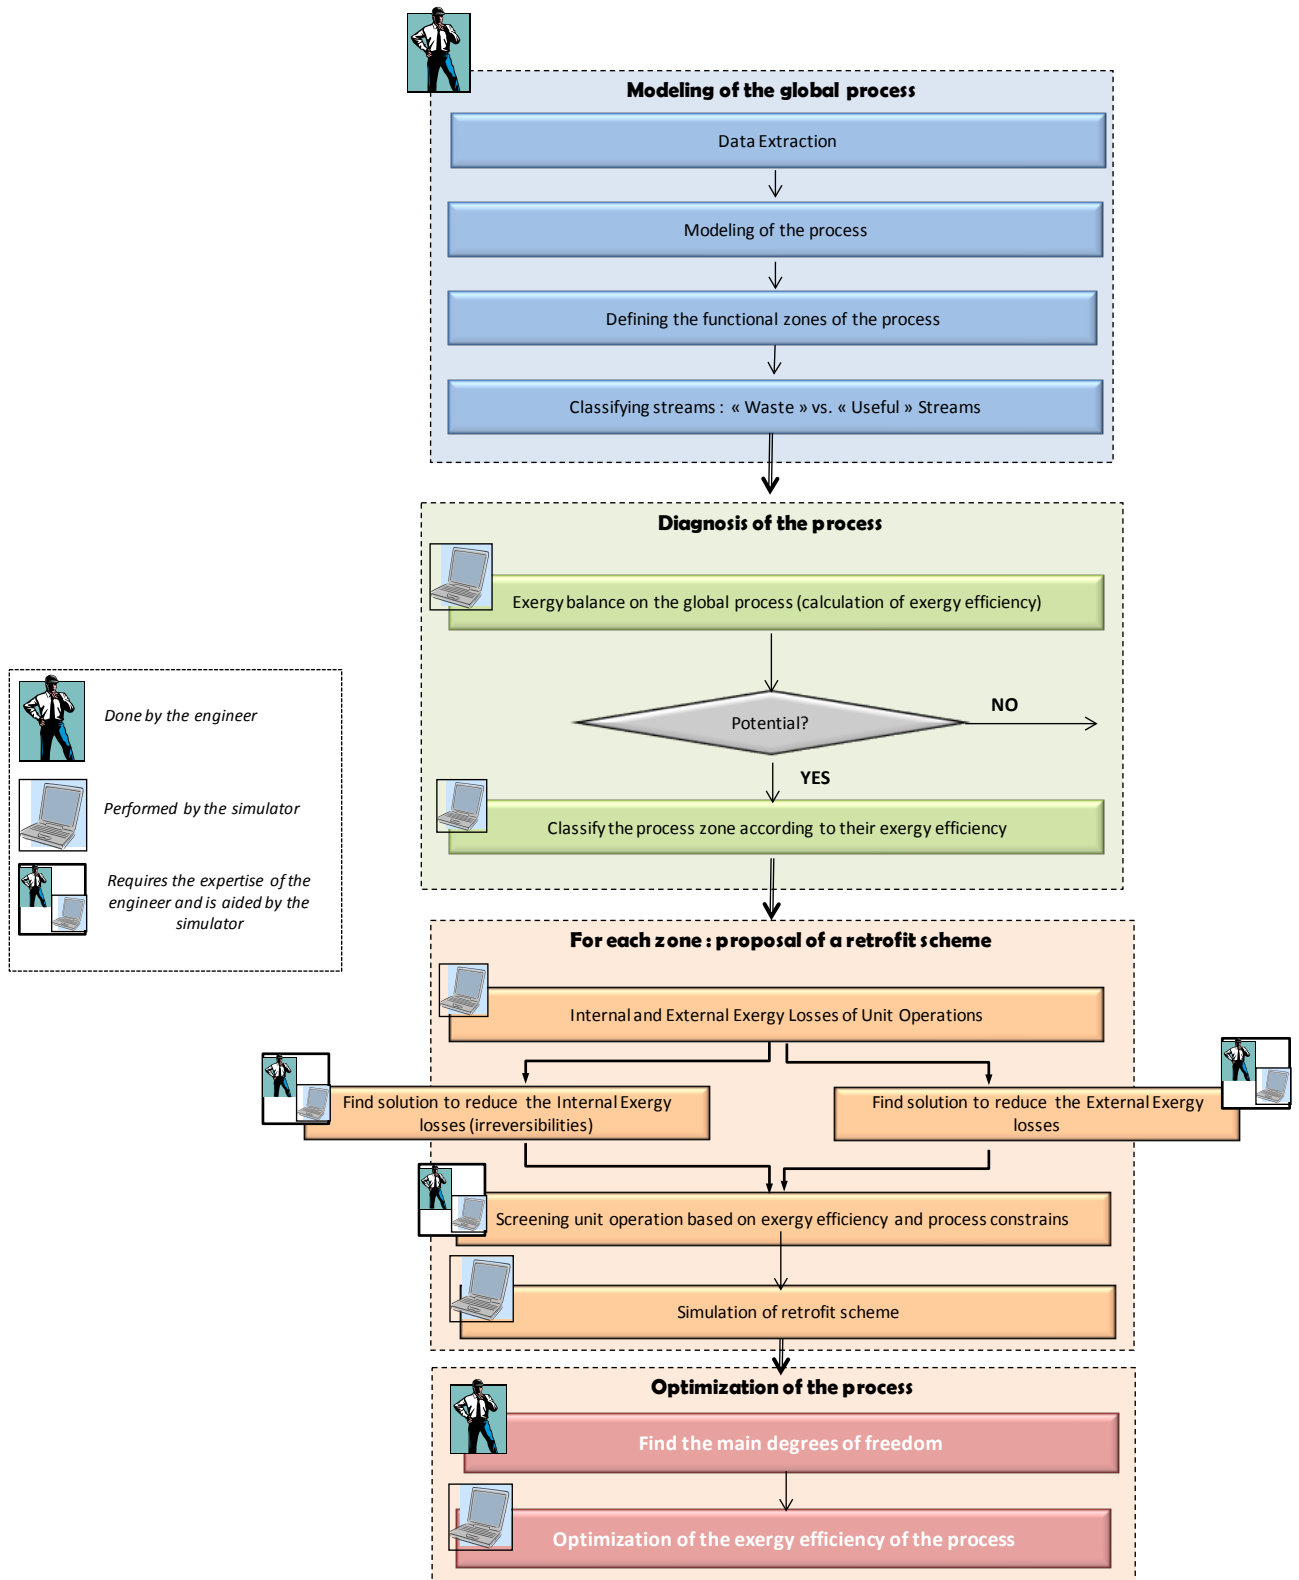 Modeling of the global process
Data Extraction
Modeling of the process
Defining the functional zones of the process
Classifying streams : « Waste » vs. « Useful » Streams
Diagnosis of the process
Exergy balance on the global process (calculation of exergy efficiency)
Potential?
NO
YES
Classify the process zone according to their exergy efficiency
Done by the engineer
Performed by the simulator
Requires the expertise of the
engineer and is aided by the
simulator
For each zone : proposal of a retrofit scheme
Internal and External Exergy Losses of Unit Operations
Find solution to reduce the Internal Exergy
losses (irreversibilities)
Find solution to reduce the External Exergy
losses
Screening unit operation based on exergy efficiency and process constrains
Simulation of retrofit scheme
Optimization of the process
Find the main degrees of freedom
Optimization of the exergy efficiency of the process